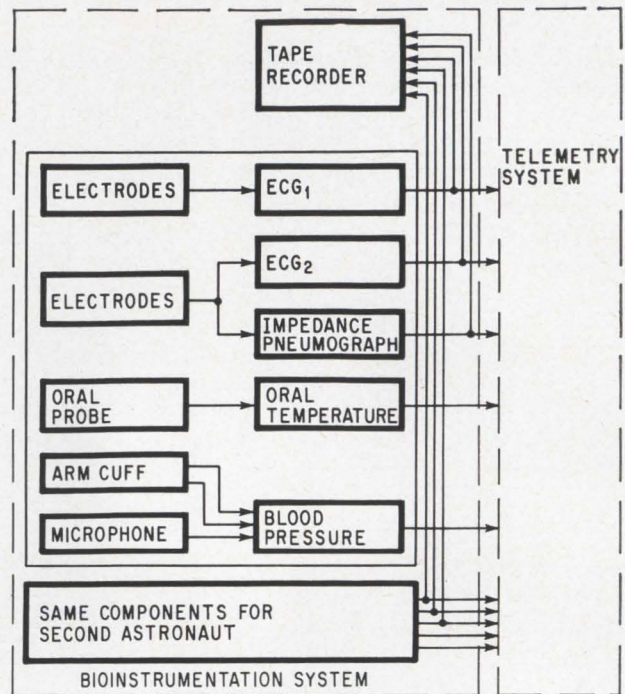 TAPE
RECORDER
TELEMETRY
SYSTEM
ELECTRODES
ECG1
ELECTRODES
ECG2
IMPEDANCE
PNEUMOGRAPH
ORAL
PROBE
ORAL
TEMPERATURE
ARM CUFF
MICROPHONE
BLOOD
PRESSURE
SAME COMPONENTS FOR
SECOND ASTRONAUT
BIOINSTRUMENTATION SYSTEM